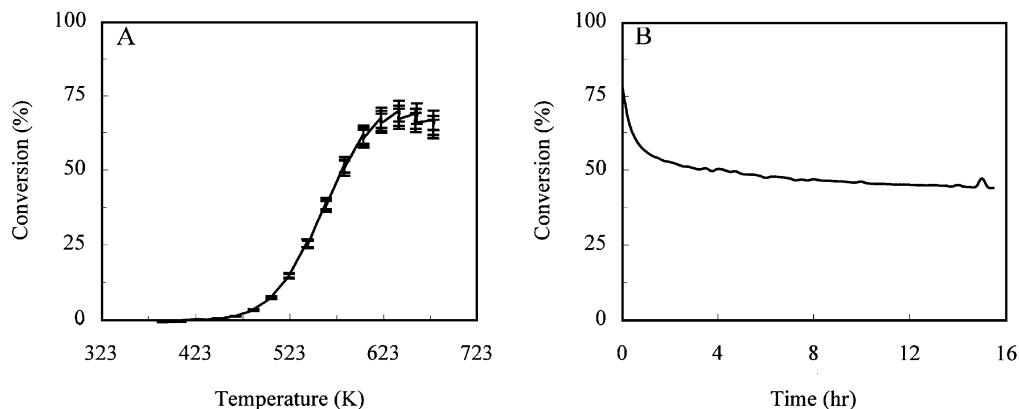 A
100
75
50
25
0
Conversion (%)
323 423 523 623 723
Temperature (K)
B
100
75
50
25
0
Conversion (%)
0 4 8 12 16
Time (hr)